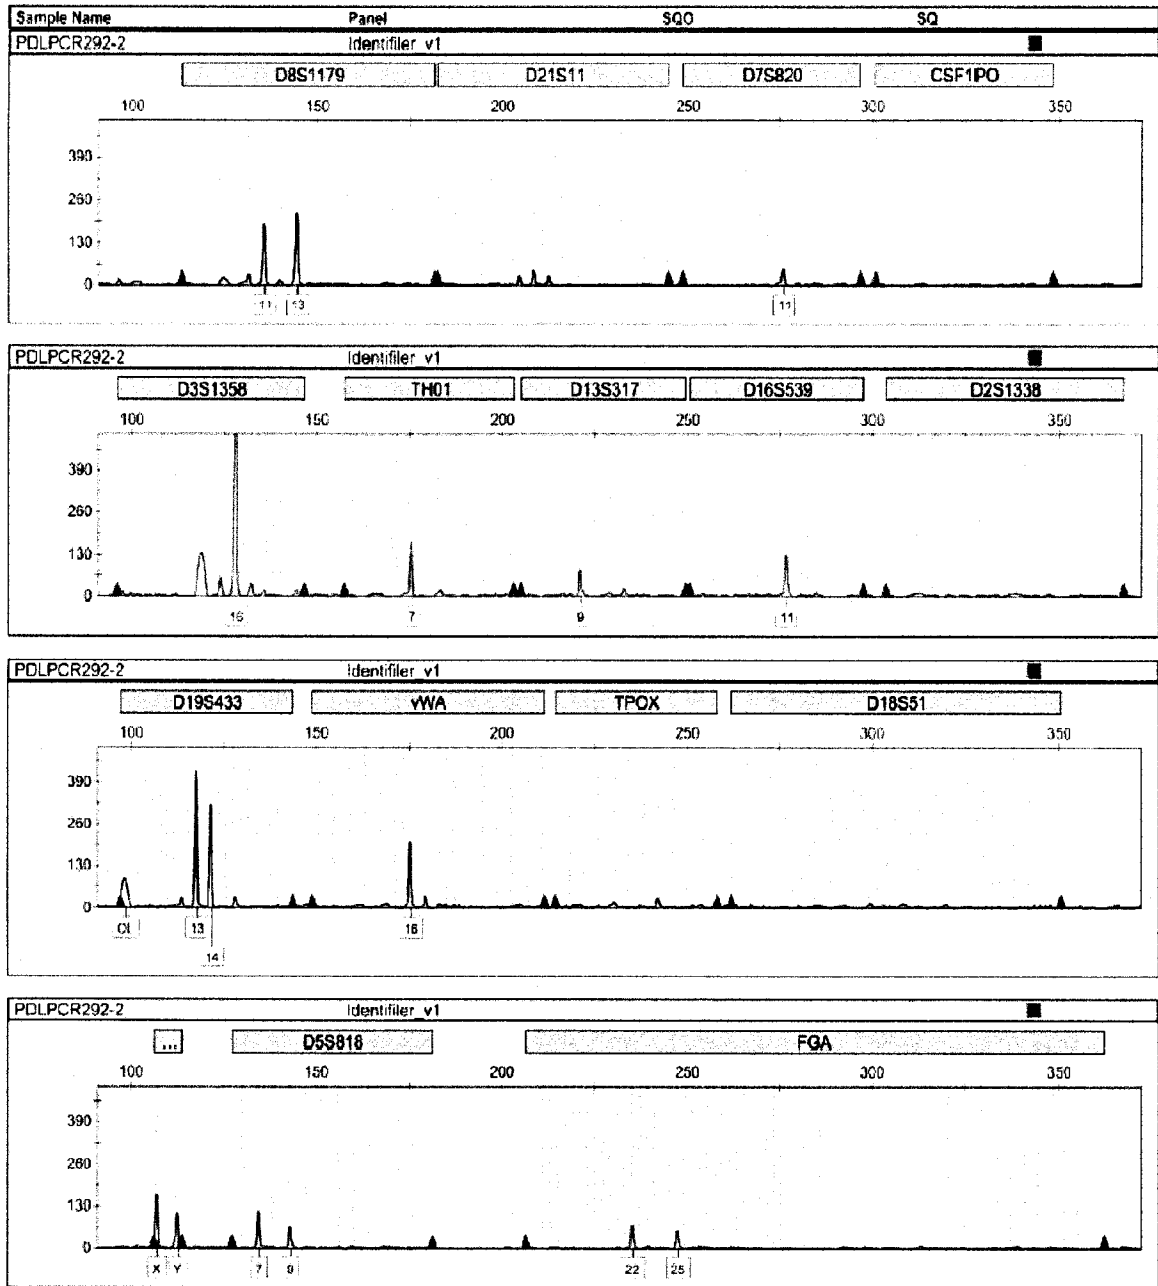 Sample Name Panel SQO SQ
PDLPCR292-2 Identifiler_v1
D8S1179 D21S11 D7S820 CSF1PO
100 150 200 250 300 350
390
260
130
0
11 13 11
PDLPCR292-2 Identifiler_v1
D3S1358 TH01 D13S317 D16S539 D2S1338
100 150 200 250 300 350
390
260
130
0
16 7 9 11
PDLPCR292-2 Identifiler_v1
D19S433 vWA TPOX D18S51
100 150 200 250 300 350
390
260
130
0
OL 13 16
14
PDLPCR292-2 Identifiler_v1
... D5S818 FGA
100 150 200 250 300 350
390
260
130
0
X Y 7 9 22 25